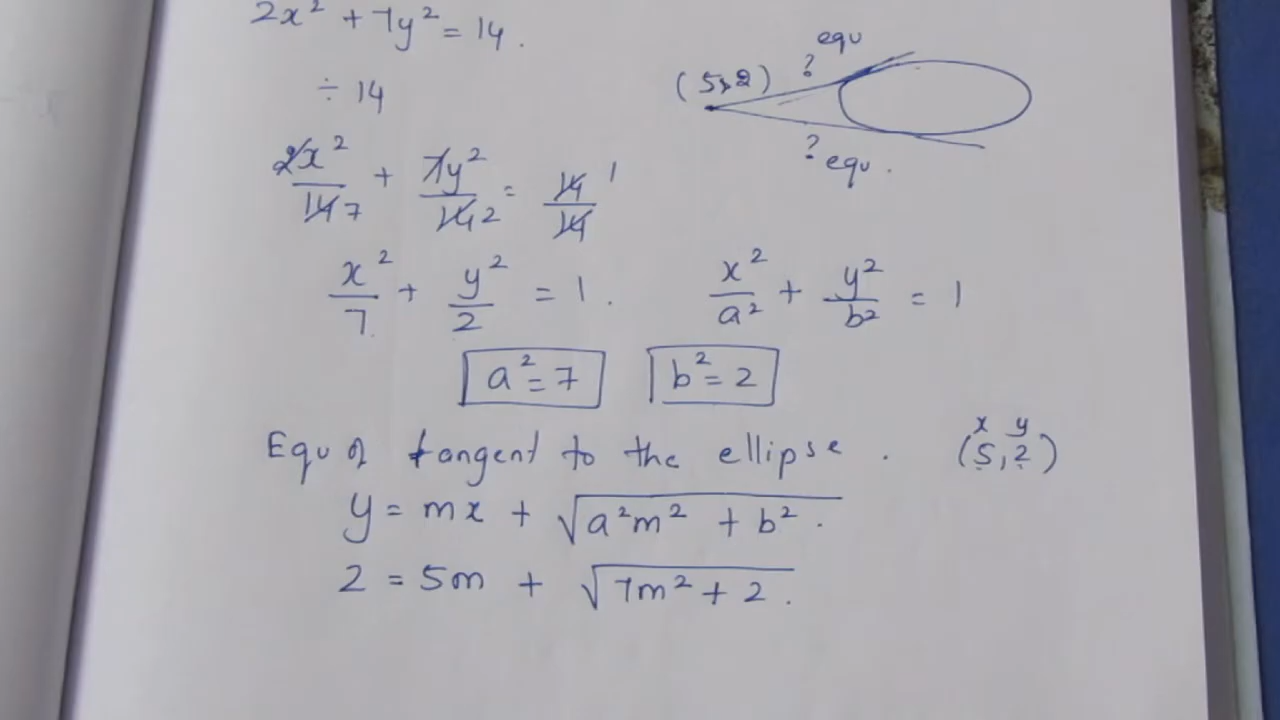 2x² + 7y² = 14.
÷ 14
(5,2) ? equ
? equ.
2x²/14 7 + 7y²/14 2 = 14/14 1
x²/7 + y²/2 = 1. x²/a² + y²/b² = 1
a² = 7 b² = 2
Equ of tangent to the ellipse. (5,2) x y
y = mx + √a²m² + b².
2 = 5m + √7m² + 2.